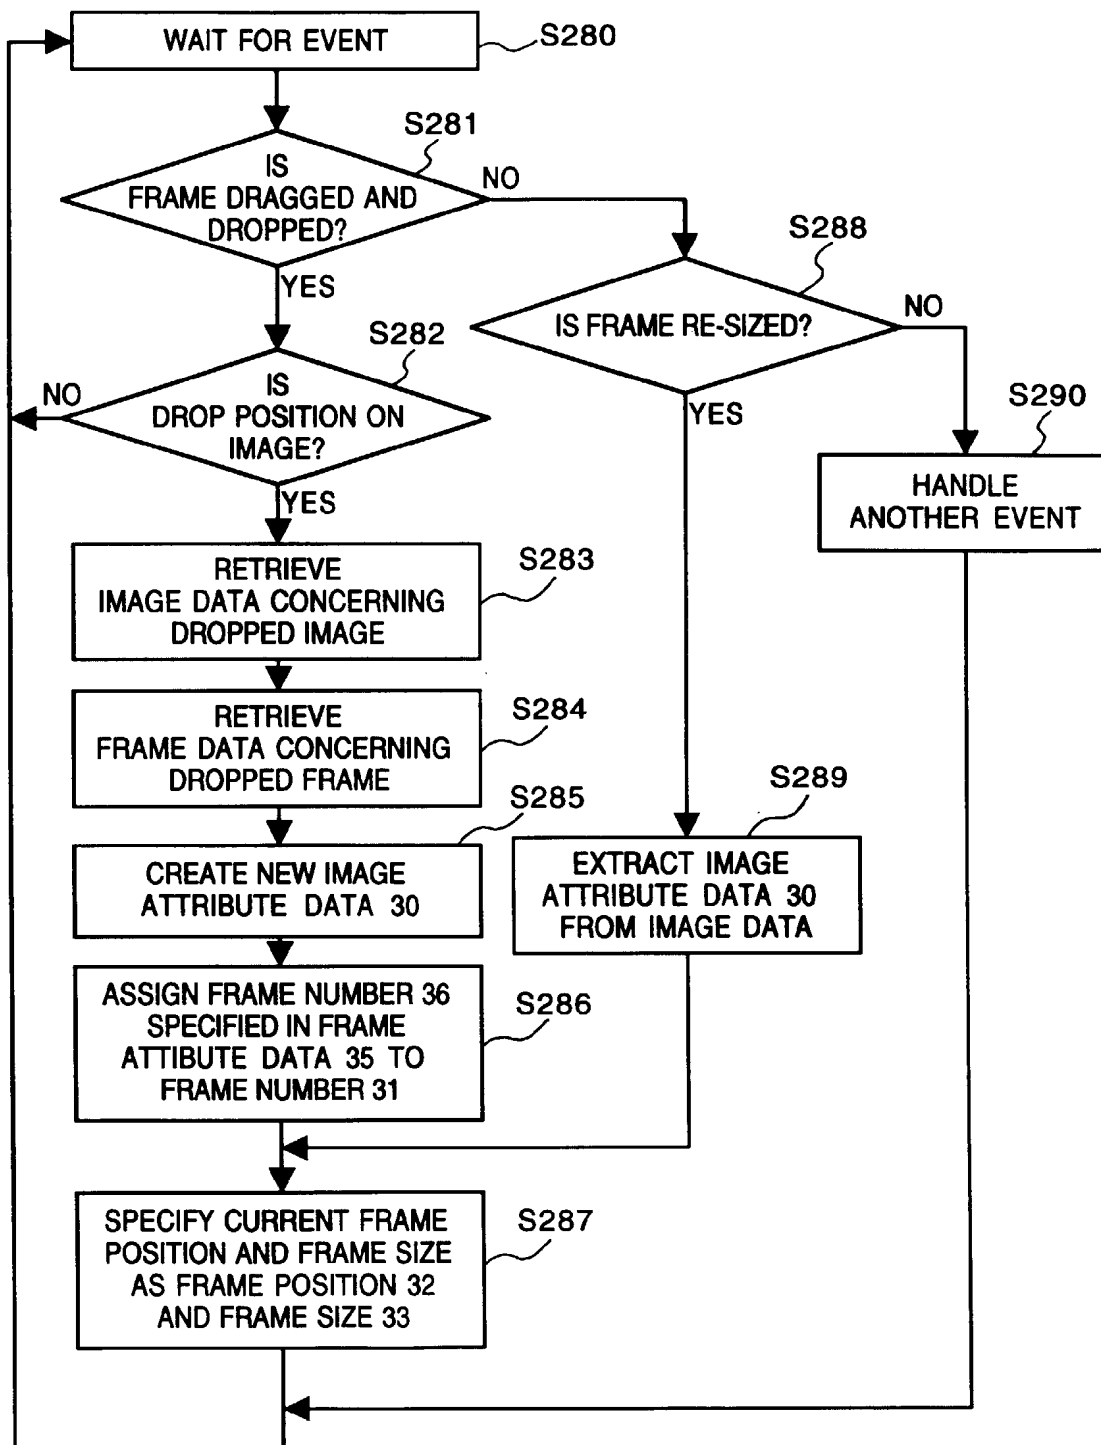 WAIT FOR EVENT
S280
S281
IS
FRAME DRAGGED AND
DROPPED?
NO
YES
S288
IS FRAME RE-SIZED?
NO
YES
S282
IS
DROP POSITION ON
IMAGE?
NO
YES
S290
HANDLE
ANOTHER EVENT
S283
RETRIEVE
IMAGE DATA CONCERNING
DROPPED IMAGE
S284
RETRIEVE
FRAME DATA CONCERNING
DROPPED FRAME
S285
CREATE NEW IMAGE
ATTRIBUTE DATA 30
S289
EXTRACT IMAGE
ATTRIBUTE DATA 30
FROM IMAGE DATA
S286
ASSIGN FRAME NUMBER 36
SPECIFIED IN FRAME
ATTIBUTE DATA 35 TO
FRAME NUMBER 31
S287
SPECIFY CURRENT FRAME
POSITION AND FRAME SIZE
AS FRAME POSITION 32
AND FRAME SIZE 33